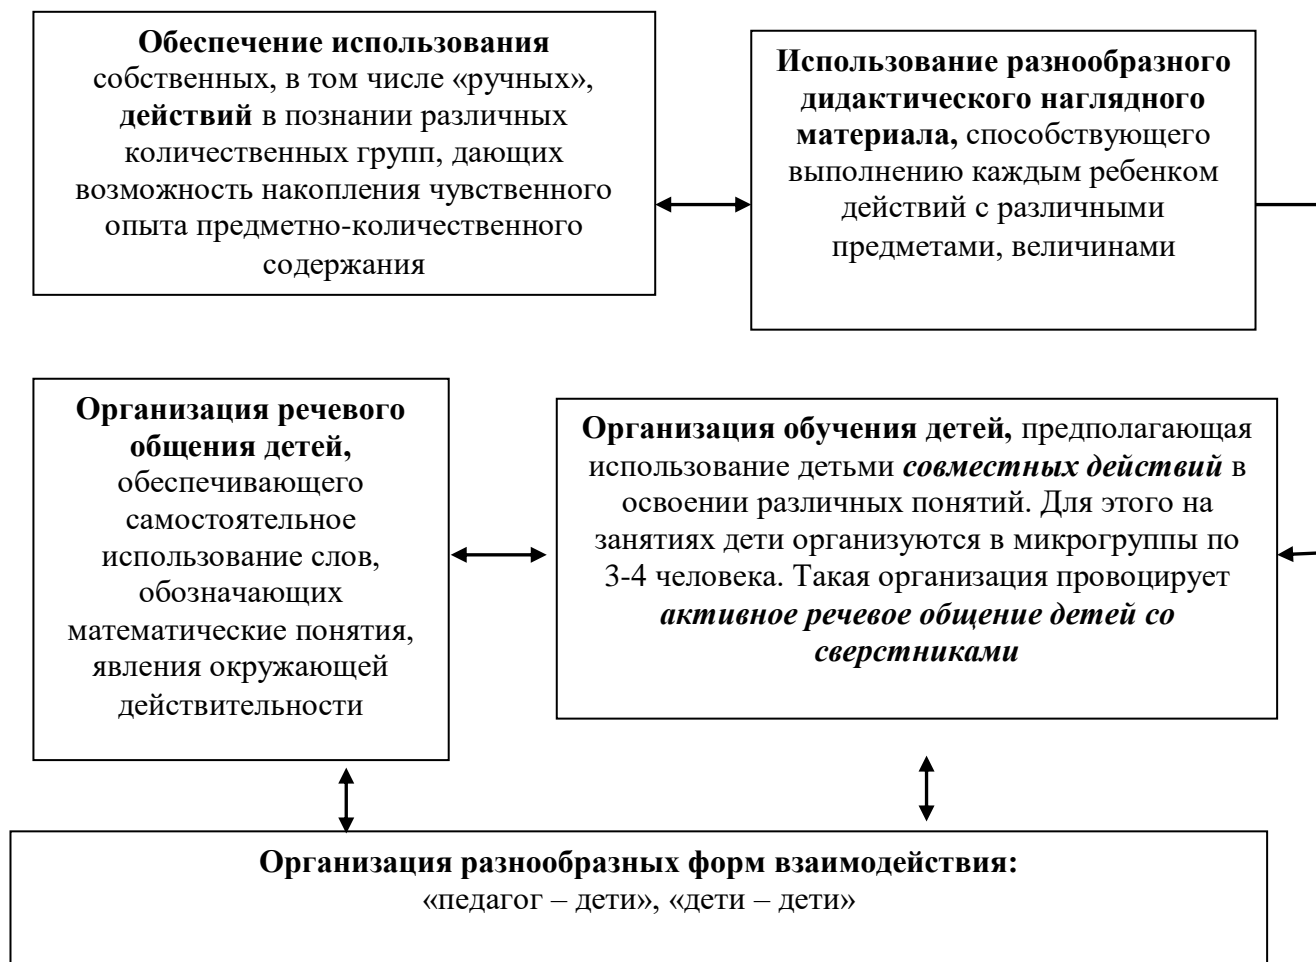 Обеспечение использования
собственных, в том числе «ручных»,
действий в познании различных
количественных групп, дающих
возможность накопления чувственного
опыта предметно-количественного
содержания
Использование разнообразного
дидактического наглядного
материала, способствующего
выполнению каждым ребенком
действий с различными
предметами, величинами
Организация речевого
общения детей,
обеспечивающего
самостоятельное
использование слов,
обозначающих
математические понятия,
явления окружающей
действительности
Организация обучения детей, предполагающая
использование детьми совместных действий в
освоении различных понятий. Для этого на
занятиях дети организуются в микрогруппы по
3-4 человека. Такая организация провоцирует
активное речевое общение детей со
сверстниками
Организация разнообразных форм взаимодействия:
«педагог – дети», «дети – дети»